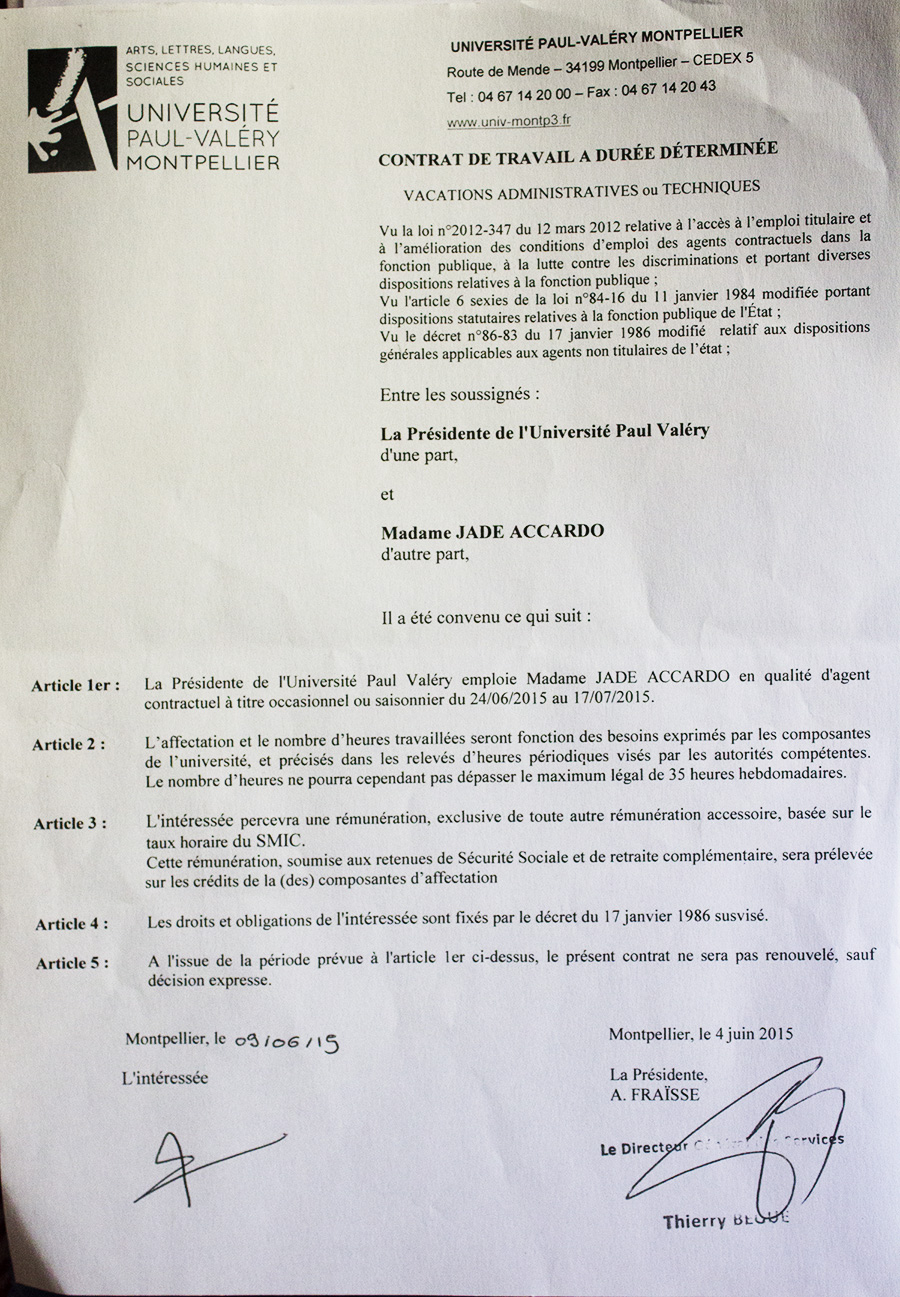 ARTS, LETTRES, LANGUES,
SCIENCES HUMAINES ET
SOCIALES
UNIVERSITÉ
PAUL-VALÉRY
MONTPELLIER
UNIVERSITÉ PAUL-VALÉRY MONTPELLIER
Route de Mende – 34199 Montpellier – CEDEX 5
Tel : 04 67 14 20 00 – Fax : 04 67 14 20 43
www.univ-montp3.fr
CONTRAT DE TRAVAIL A DURÉE DÉTERMINÉE
VACATIONS ADMINISTRATIVES ou TECHNIQUES
Vu la loi n°2012-347 du 12 mars 2012 relative à l'accès à l'emploi titulaire et
à l'amélioration des conditions d'emploi des agents contractuels dans la
fonction publique, à la lutte contre les discriminations et portant diverses
dispositions relatives à la fonction publique ;
Vu l'article 6 sexies de la loi n°84-16 du 11 janvier 1984 modifiée portant
dispositions statutaires relatives à la fonction publique de l'État ;
Vu le décret n°86-83 du 17 janvier 1986 modifié relatif aux dispositions
générales applicables aux agents non titulaires de l'état ;
Entre les soussignés :
La Présidente de l'Université Paul Valéry
d'une part,
et
Madame JADE ACCARDO
d'autre part,
Il a été convenu ce qui suit :
Article 1er : La Présidente de l'Université Paul Valéry emploie Madame JADE ACCARDO en qualité d'agent
contractuel à titre occasionnel ou saisonnier du 24/06/2015 au 17/07/2015.
Article 2 : L'affectation et le nombre d'heures travaillées seront fonction des besoins exprimés par les composantes
de l'université, et précisés dans les relevés d'heures périodiques visés par les autorités compétentes.
Le nombre d'heures ne pourra cependant pas dépasser le maximum légal de 35 heures hebdomadaires.
Article 3 : L'intéressée percevra une rémunération, exclusive de toute autre rémunération accessoire, basée sur le
taux horaire du SMIC.
Cette rémunération, soumise aux retenues de Sécurité Sociale et de retraite complémentaire, sera prélevée
sur les crédits de la (des) composantes d'affectation
Article 4 : Les droits et obligations de l'intéressée sont fixés par le décret du 17 janvier 1986 susvisé.
Article 5 : A l'issue de la période prévue à l'article 1er ci-dessus, le présent contrat ne sera pas renouvelé, sauf
décision expresse.
Montpellier, le 09/06/15
L'intéressée
Montpellier, le 4 juin 2015
La Présidente,
A. FRAÏSSE
Le Directeur
Thierry